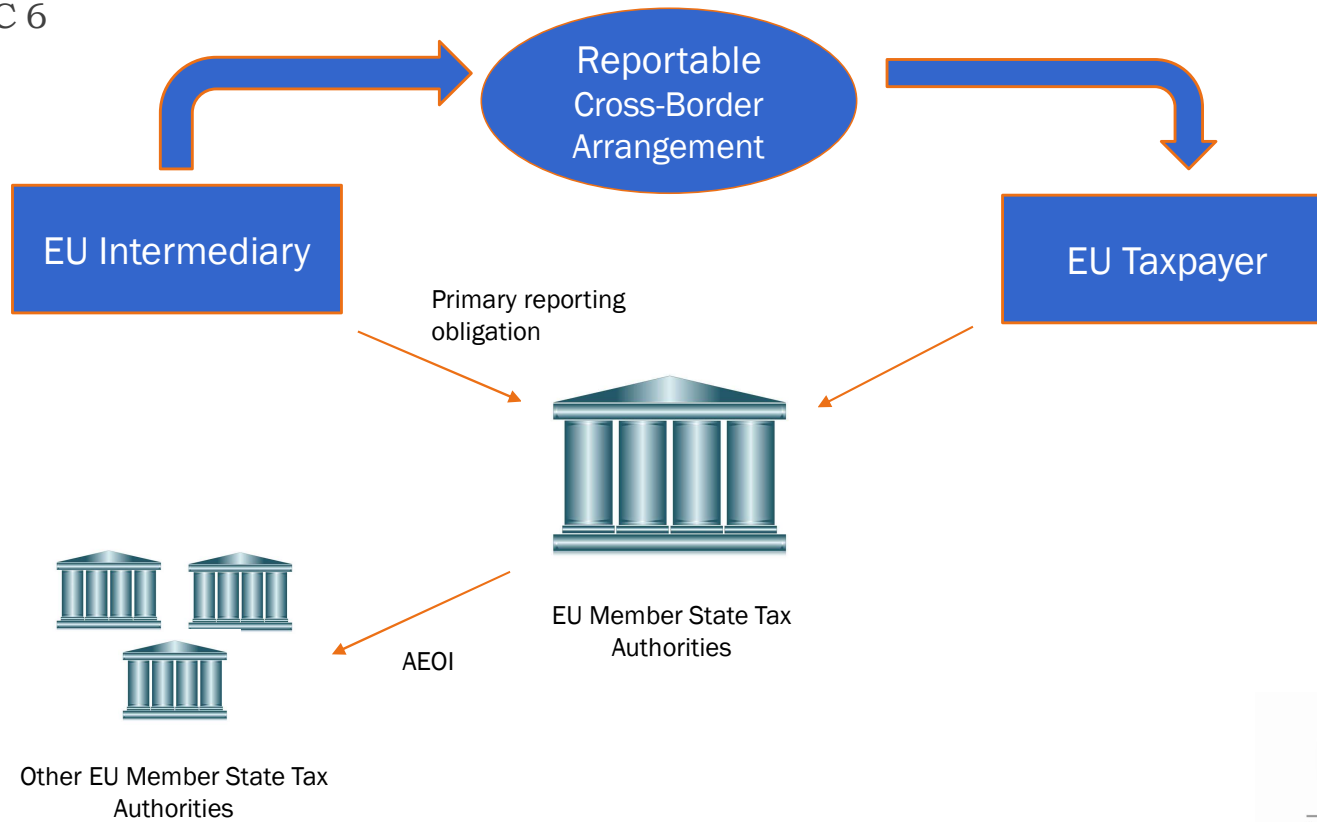 C 6
Reportable
Cross-Border
Arrangement
EU Intermediary
EU Taxpayer
Primary reporting
obligation
EU Member State Tax
Authorities
AEOI
Other EU Member State Tax
Authorities